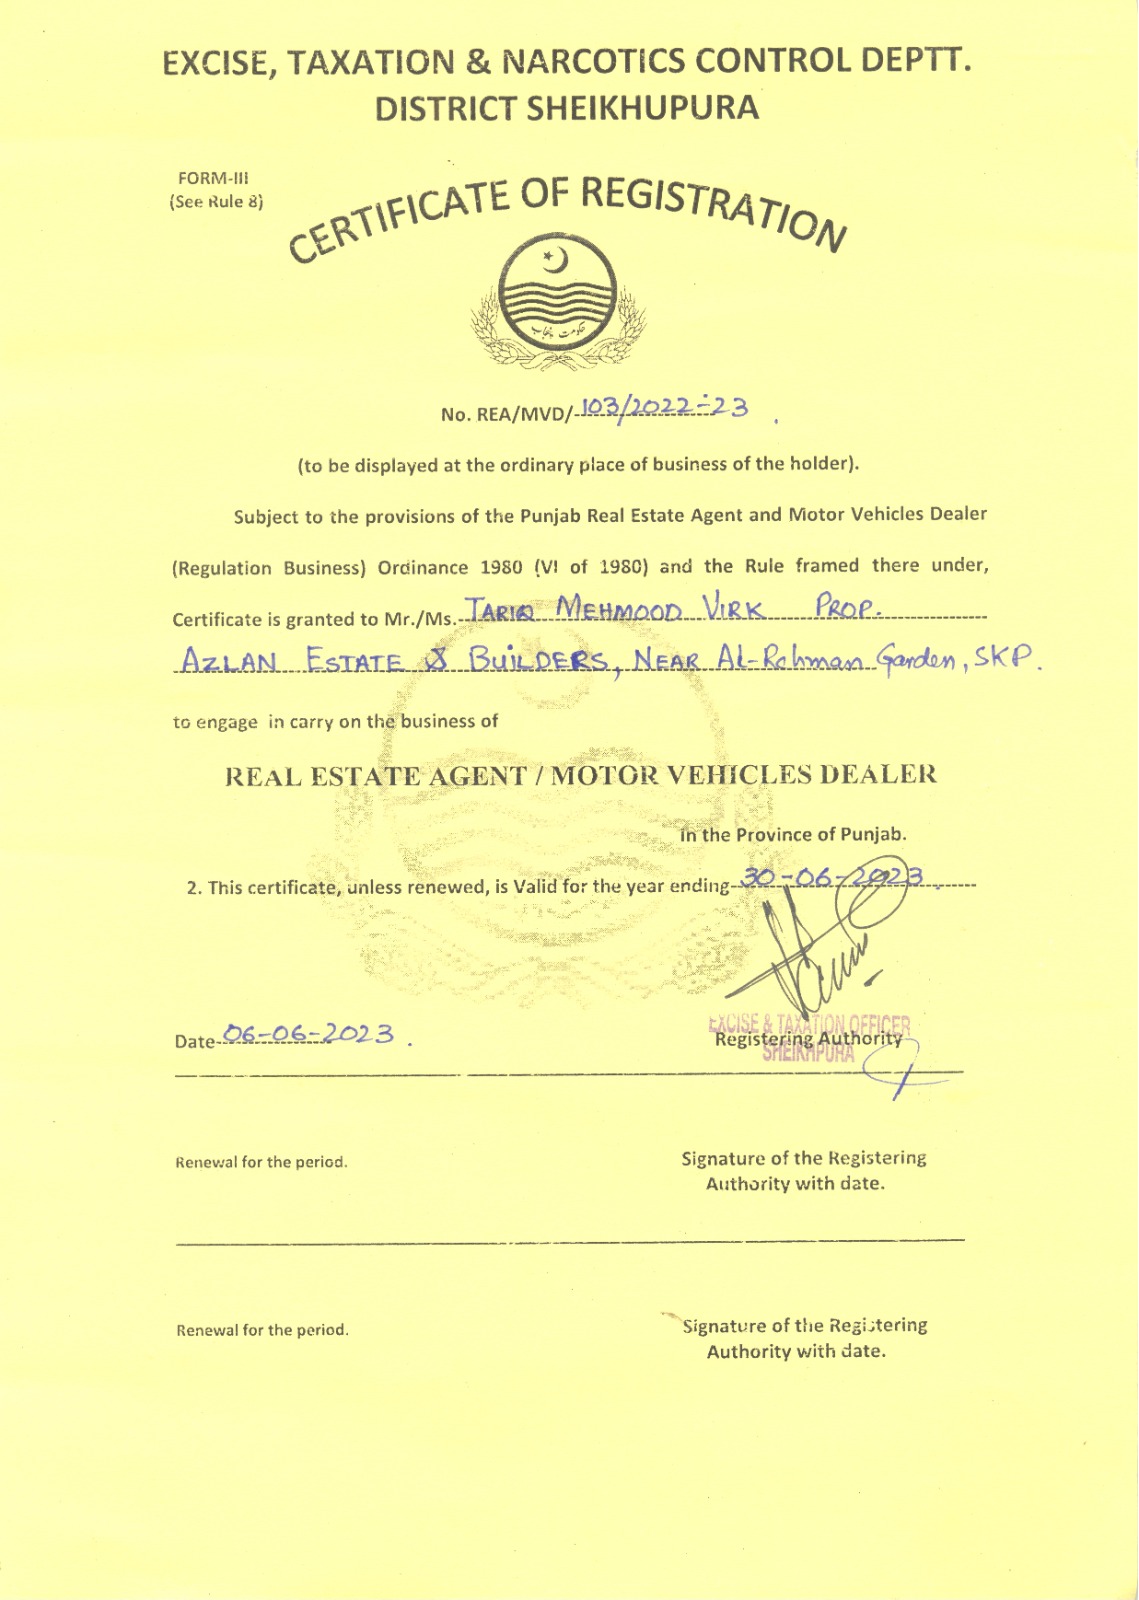 EXCISE, TAXATION & NARCOTICS CONTROL DEPTT.
DISTRICT SHEIKHUPURA
FORM-III
(See Rule 8)
CERTIFICATE OF REGISTRATION
حکومت پنجاب
No. REA/MVD/-103/2022-23
(to be displayed at the ordinary place of business of the holder).
Subject to the provisions of the Punjab Real Estate Agent and Motor Vehicles Dealer
(Regulation Business) Ordinance 1980 (VI of 1980) and the Rule framed there under,
Certificate is granted to Mr./Ms. TARIQ MEHMOOD VIRK PROP.
AZLAN ESTATE & BUILDERS, NEAR AL-Rahman Garden, SKP.
to engage in carry on the business of
REAL ESTATE AGENT / MOTOR VEHICLES DEALER
in the Province of Punjab.
2. This certificate, unless renewed, is Valid for the year ending 30-06-2023.
Date 06-06-2023.
EXCISE & TAXATION OFFICER
Registering Authority
SHEIKHPURA
Renewal for the period.
Signature of the Registering
Authority with date.
Renewal for the period.
Signature of the Registering
Authority with date.